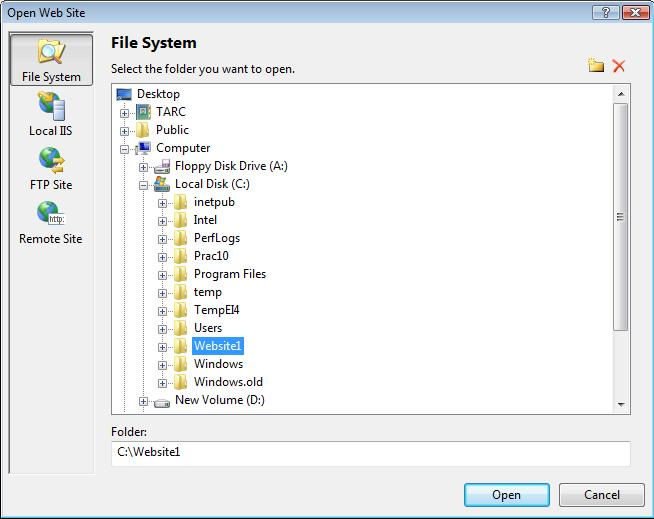 Open Web Site
File System
Local IIS
FTP Site
http:
Remote Site
File System
Select the folder you want to open.
Desktop
TARC
Public
Computer
Floppy Disk Drive (A:)
Local Disk (C:)
inetpub
Intel
PerfLogs
Prac10
Program Files
temp
TempEI4
Users
Website1
Windows
Windows.old
New Volume (D:)
Folder:
C:\Website1
Open
Cancel